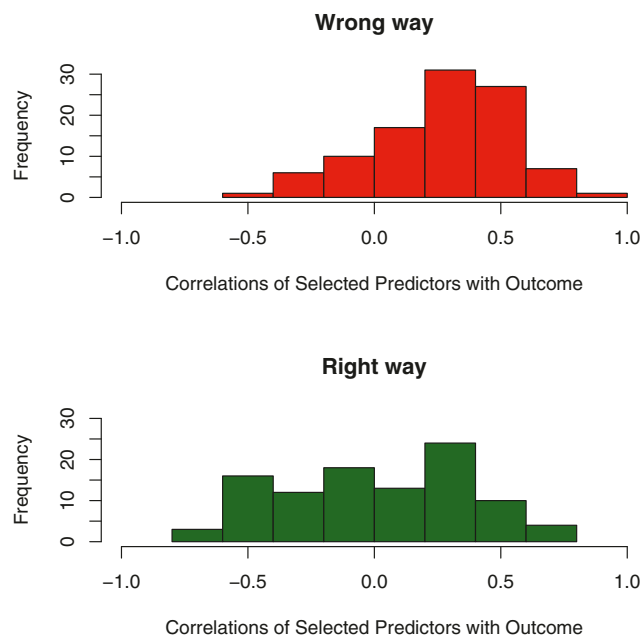 Wrong way
Frequency
30
20
10
0
−1.0 −0.5 0.0 0.5 1.0
Correlations of Selected Predictors with Outcome
Right way
Frequency
30
20
10
0
−1.0 −0.5 0.0 0.5 1.0
Correlations of Selected Predictors with Outcome